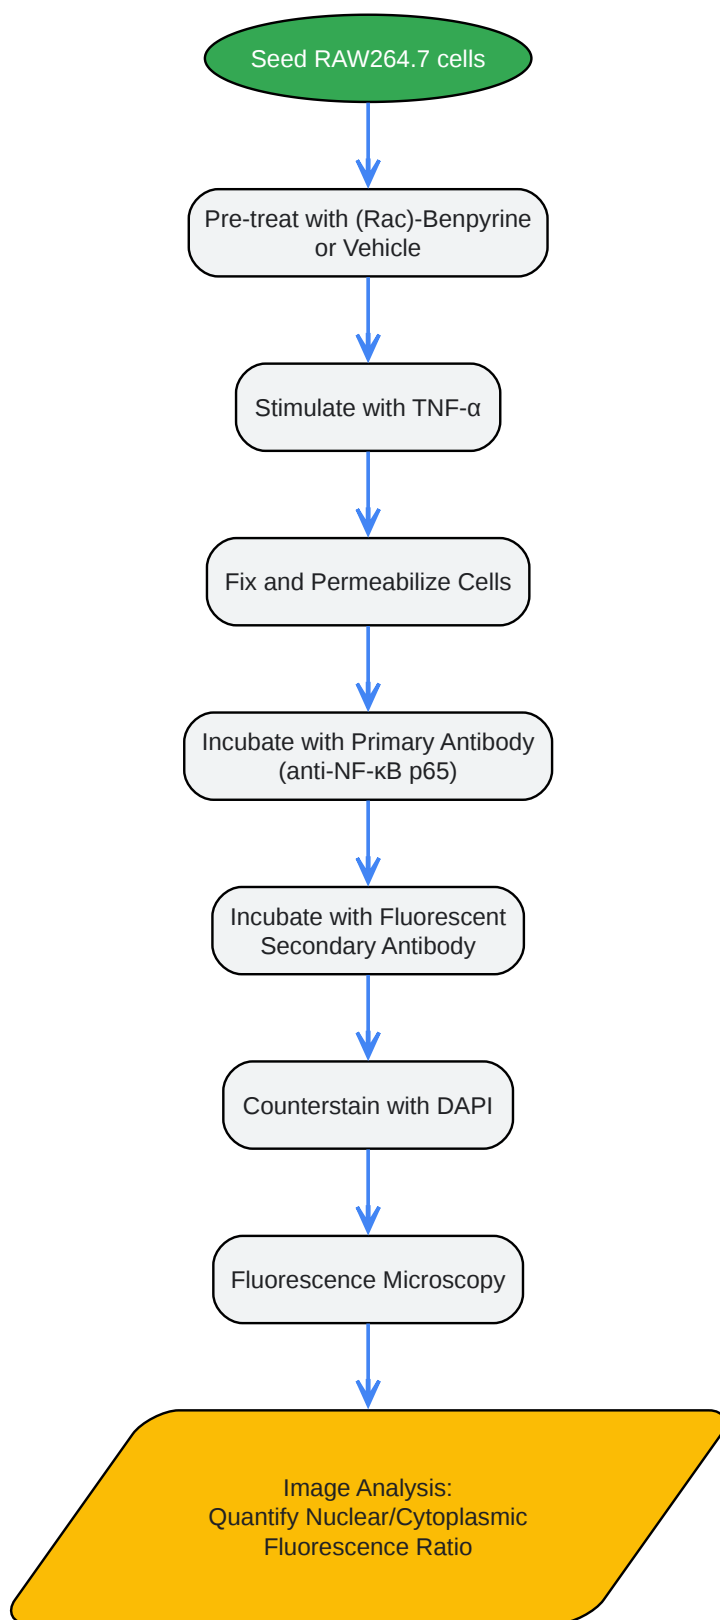 Seed RAW264.7 cells
Pre-treat with (Rac)-Benpyrine
or Vehicle
Stimulate with TNF-α
Fix and Permeabilize Cells
Incubate with Primary Antibody
(anti-NF-κB p65)
Incubate with Fluorescent
Secondary Antibody
Counterstain with DAPI
Fluorescence Microscopy
Image Analysis:
Quantify Nuclear/Cytoplasmic
Fluorescence Ratio